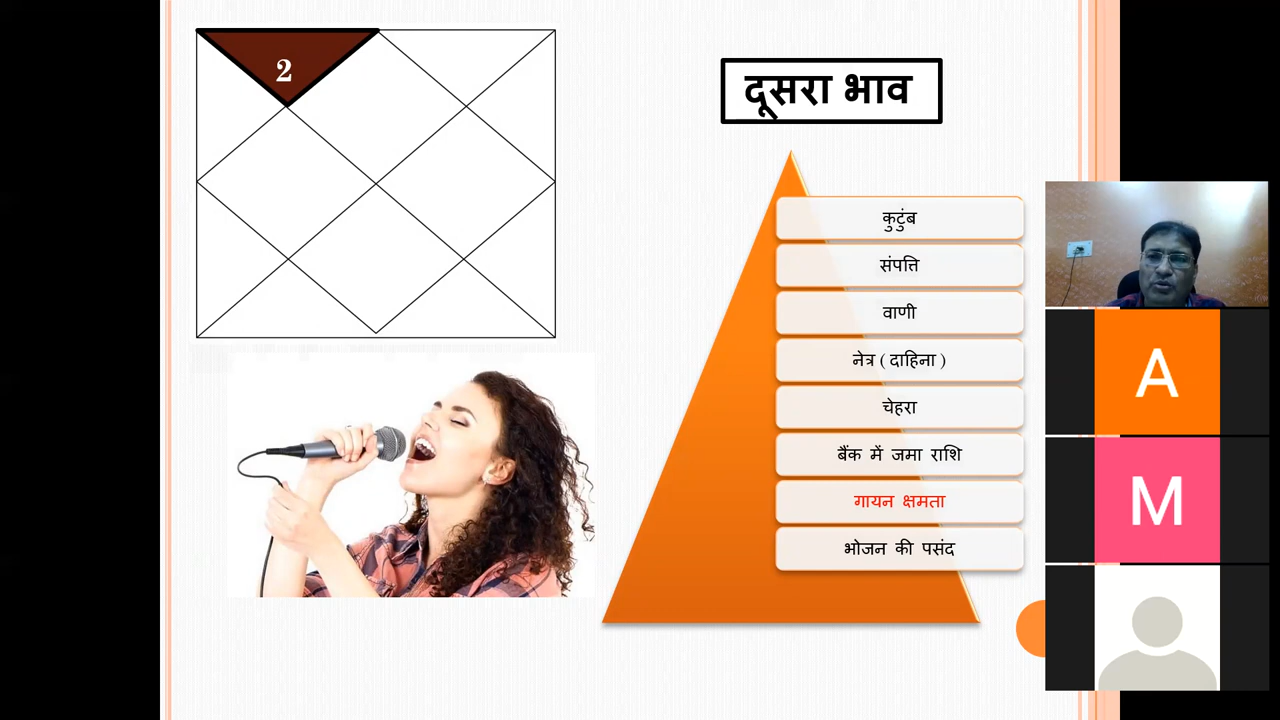 2
दूसरा भाव
कुटुंब
संपत्ति
वाणी
नेत्र ( दाहिना )
चेहरा
बैंक में जमा राशि
गायन क्षमता
भोजन की पसंद
A
M